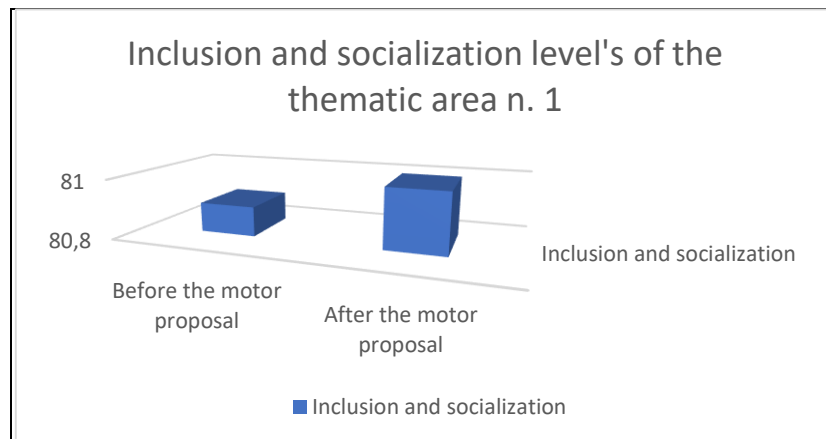 Inclusion and socialization level's of the
thematic area n. 1
81
80,8
Inclusion and socialization
Before the motor
proposal
After the motor
proposal
Inclusion and socialization